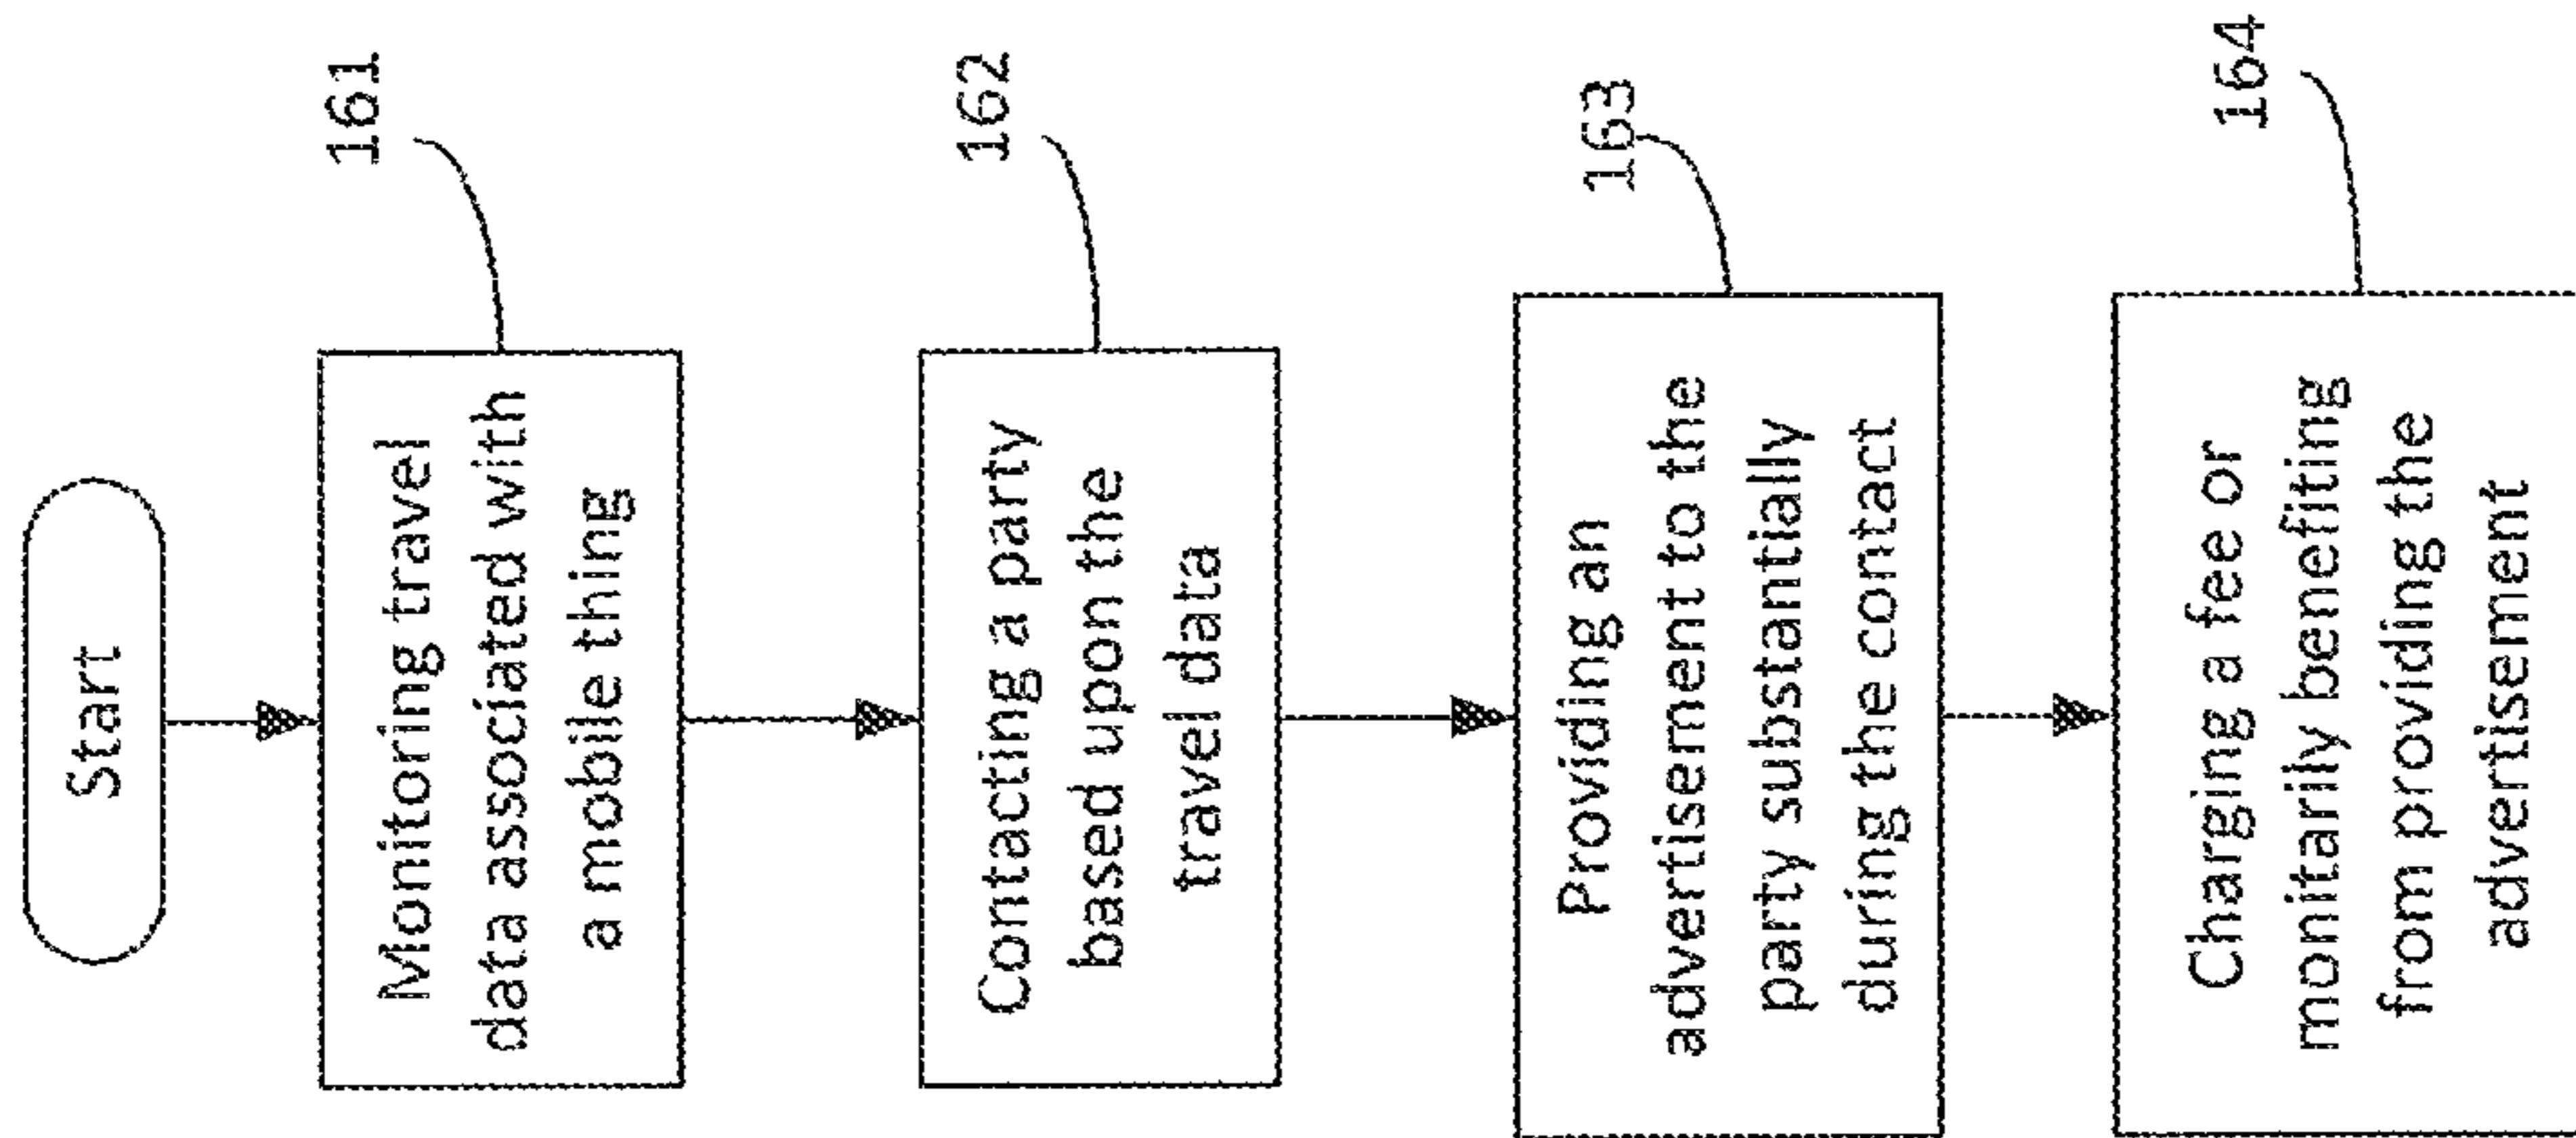 Start
Monitoring travel
data associated with
a mobile thing
161
Contacting a party
based upon the
travel data
162
Providing an
advertisement to the
party substantially
during the contact
163
Charging a fee or
monitarily benefiting
from providing the
advertisement
164